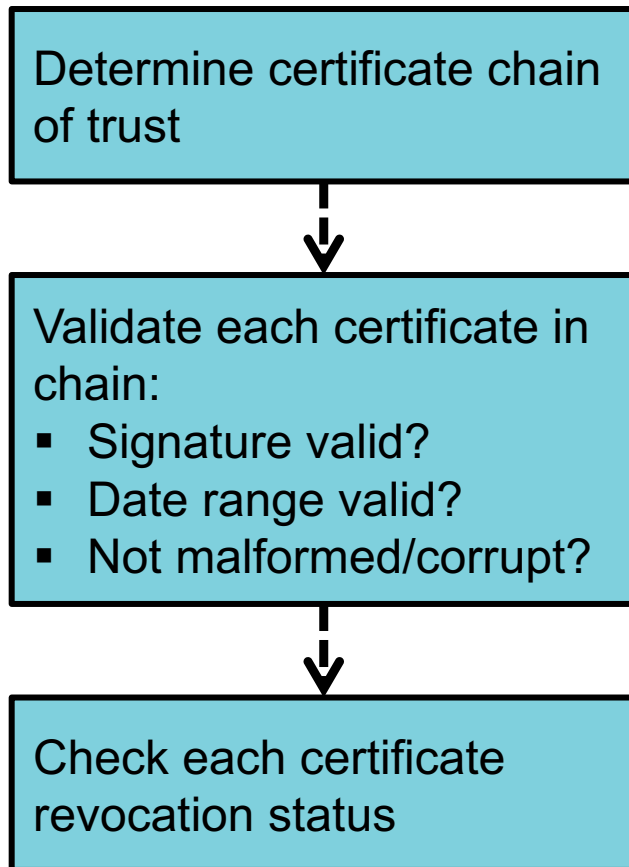 Determine certificate chain
of trust
Validate each certificate in
chain:
▪ Signature valid?
▪ Date range valid?
▪ Not malformed/corrupt?
Check each certificate
revocation status